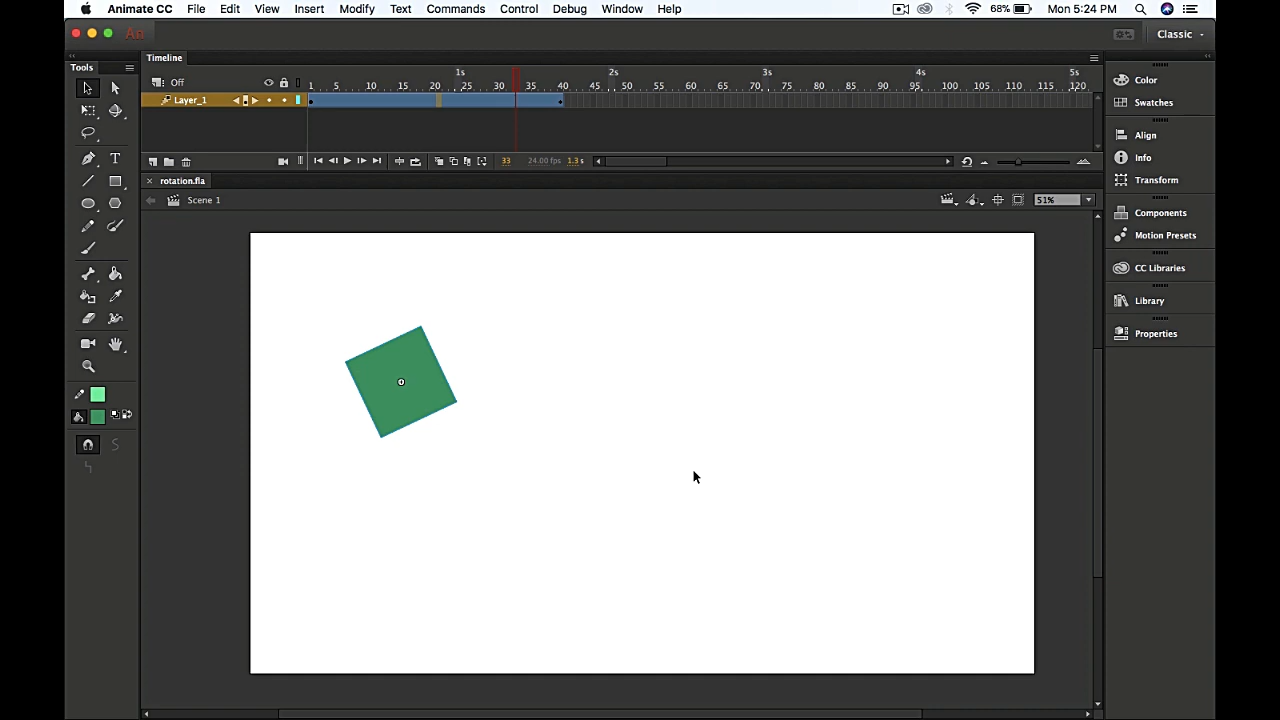 Animate CC File Edit View Insert Modify Text Commands Control Debug Window Help 68% Mon 5:24 PM
An Classic
Timeline
Tools
Off 1s 2s 3s 4s 5s
1 5 10 15 20 25 30 35 40 45 50 55 60 65 70 75 80 85 90 95 100 105 110 115 120
Layer_1
33 24.00 fps 1.3 s
rotation.fla
Scene 1 51%
T
S
Color
Swatches
Align
Info
Transform
Components
Motion Presets
CC Libraries
Library
Properties